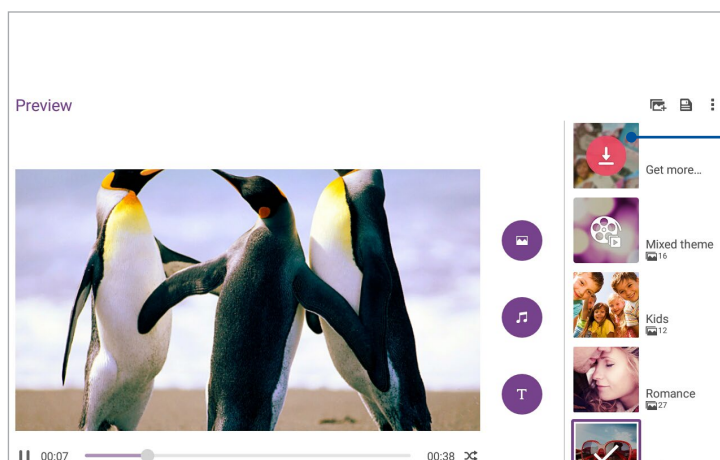 Preview
Get more...
Mixed theme
16
Kids
12
T
Romance
27
00:07
00:38